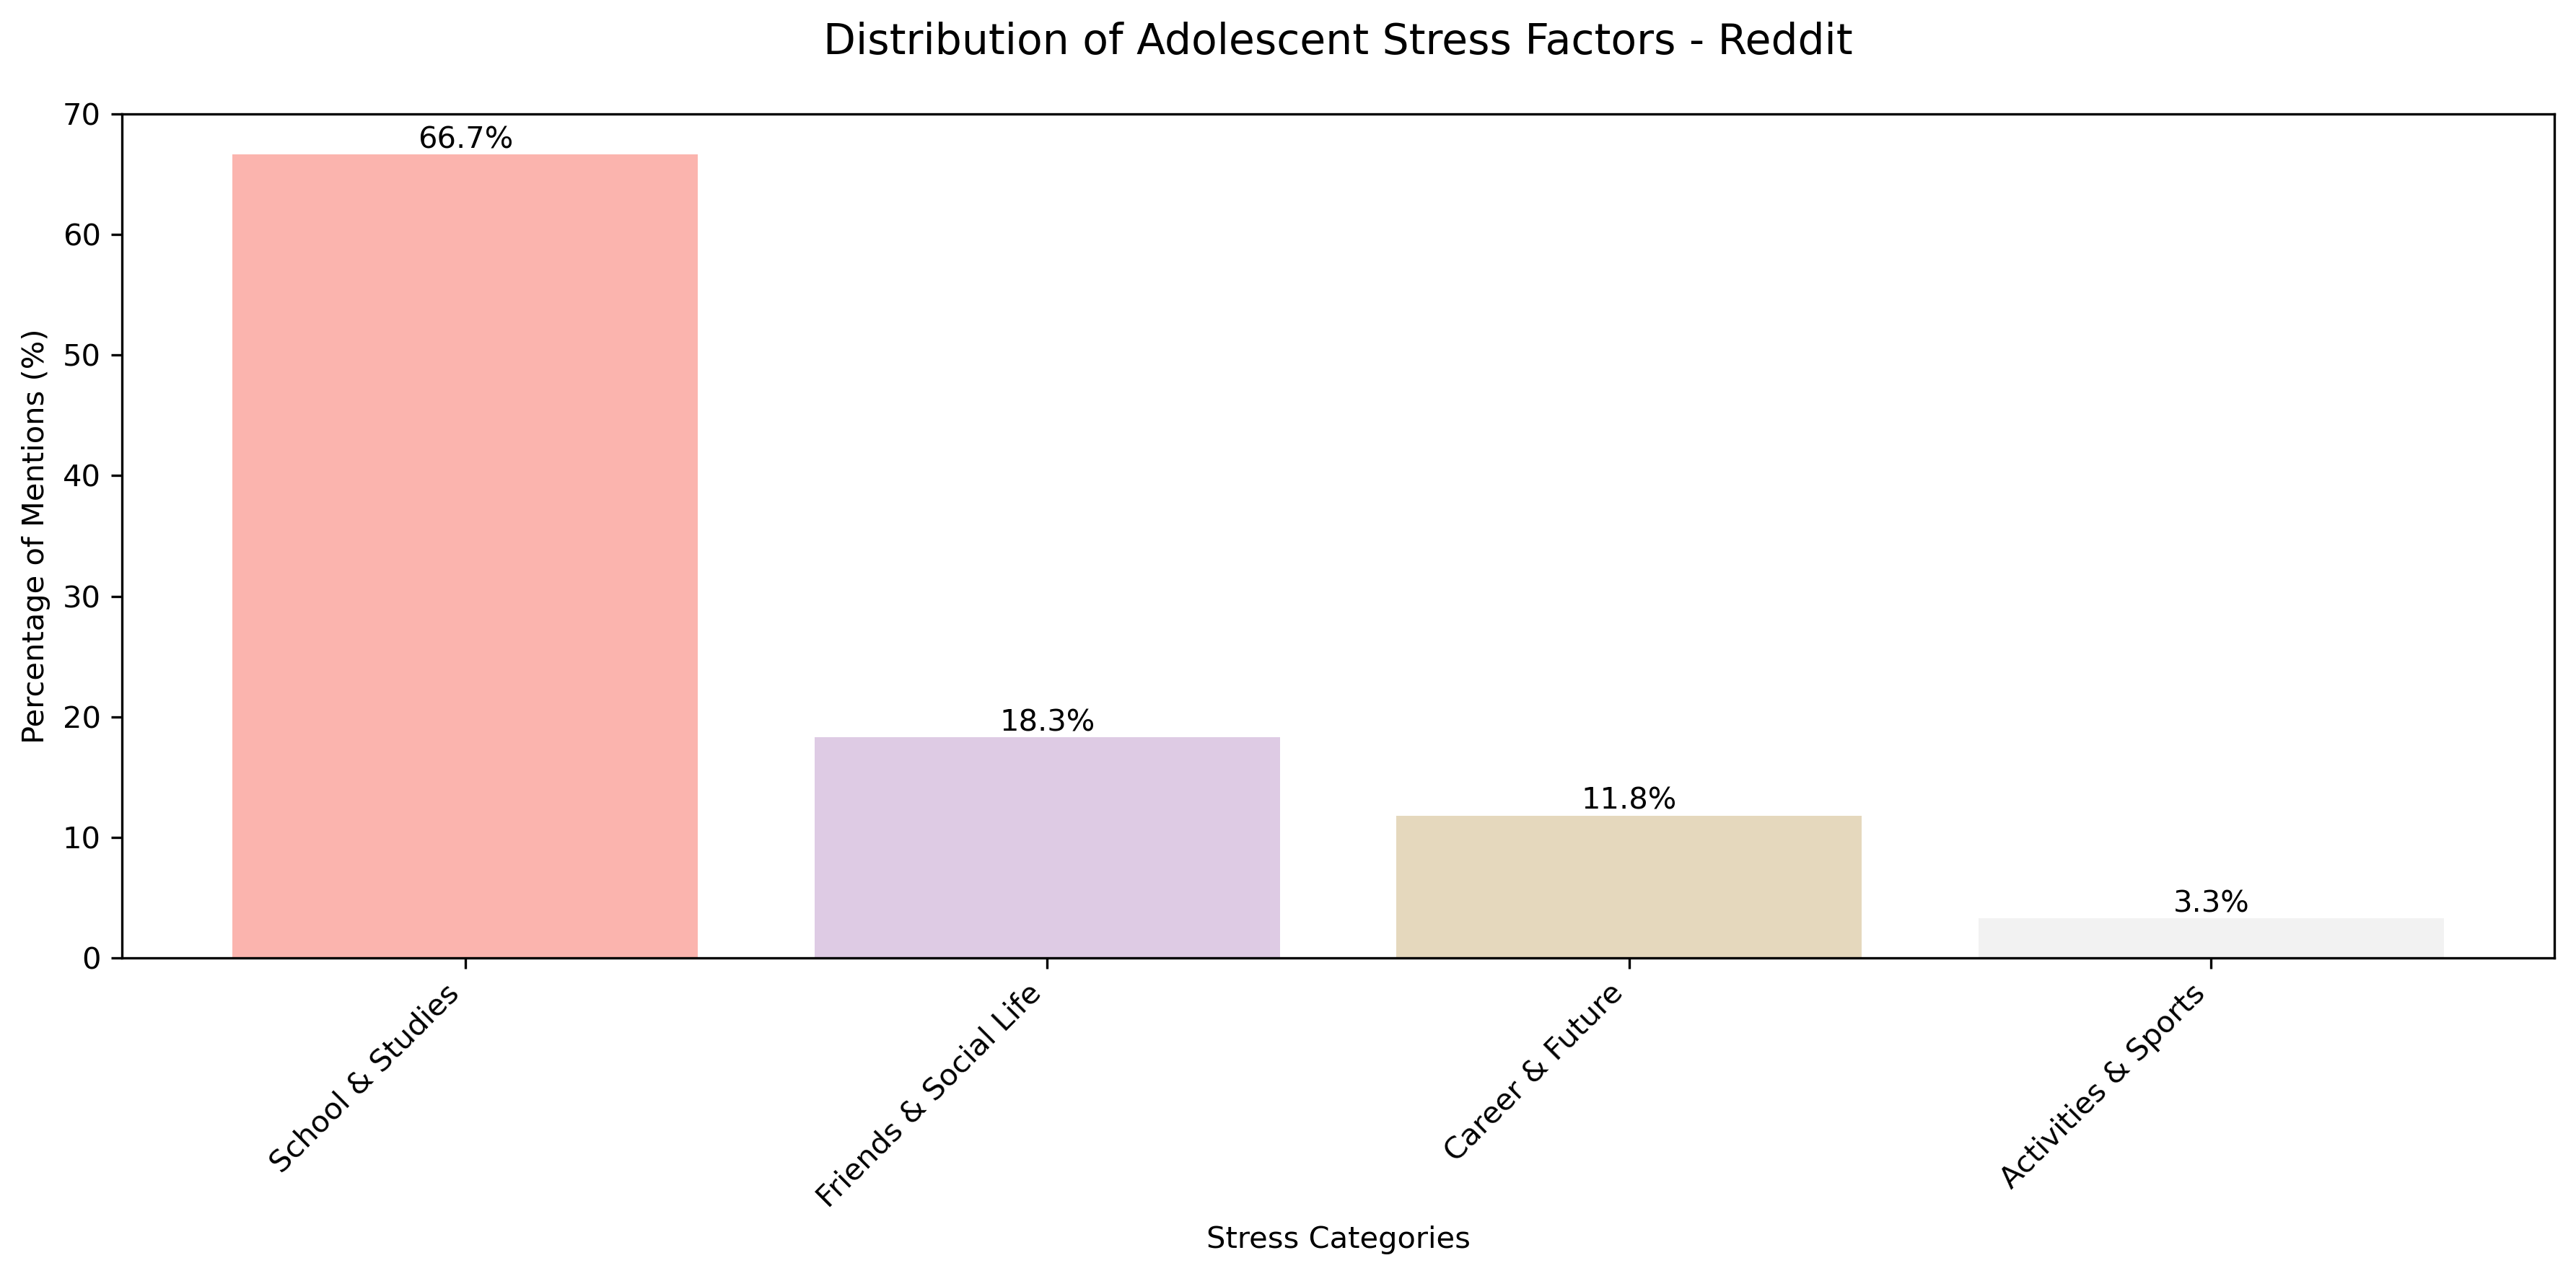 Distribution of Adolescent Stress Factors - Reddit
Percentage of Mentions (%)
70
60
50
40
30
20
10
0
66.7%
18.3%
11.8%
3.3%
School & Studies
Friends & Social Life
Career & Future
Activities & Sports
Stress Categories